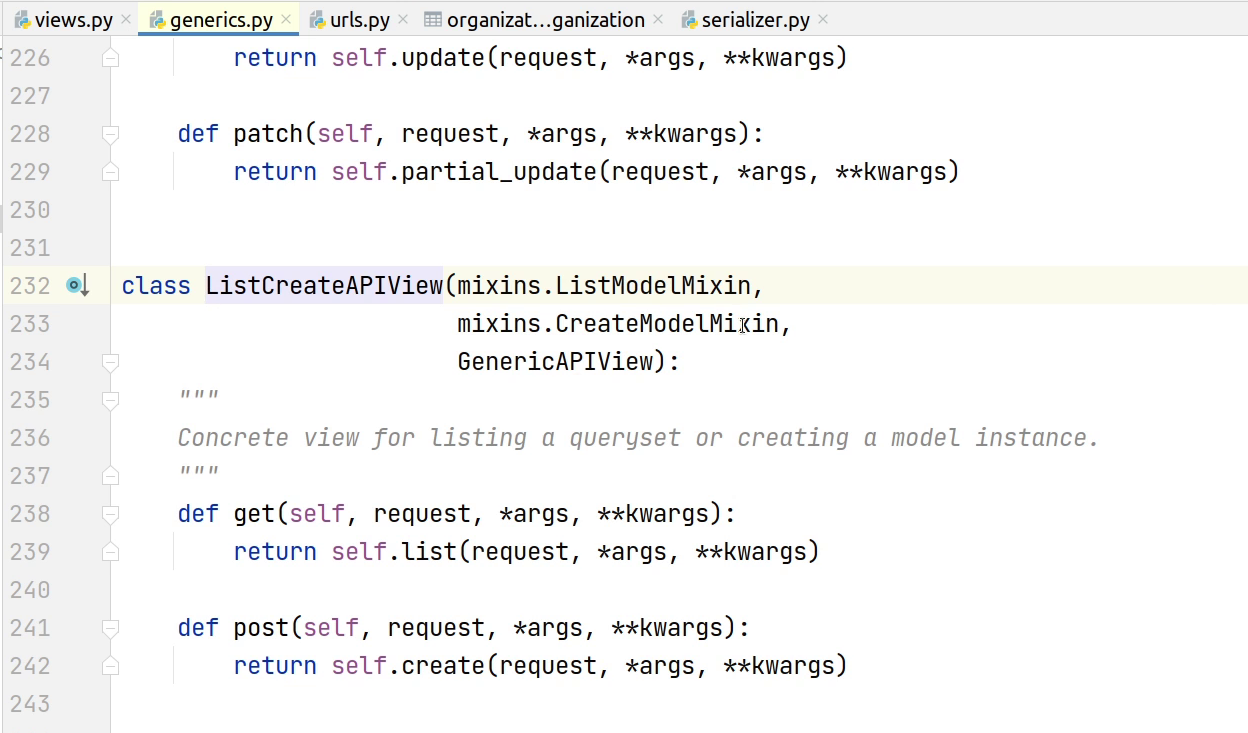 views.py generics.py urls.py organizat...ganization serializer.py
226 return self.update(request, *args, **kwargs)
227
228 def patch(self, request, *args, **kwargs):
229 return self.partial_update(request, *args, **kwargs)
230
231
232 class ListCreateAPIView(mixins.ListModelMixin,
233 mixins.CreateModelMixin,
234 GenericAPIView):
235 """
236 Concrete view for listing a queryset or creating a model instance.
237 """
238 def get(self, request, *args, **kwargs):
239 return self.list(request, *args, **kwargs)
240
241 def post(self, request, *args, **kwargs):
242 return self.create(request, *args, **kwargs)
243